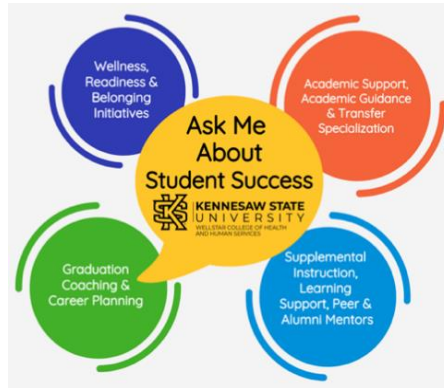 Wellness,
Readiness &
Belonging
Initiatives
Academic Support,
Academic Guidance
& Transfer
Specialization
Ask Me
About
Student Success
KS
KENNESAW STATE
UNIVERSITY
WELLSTAR COLLEGE OF HEALTH
AND HUMAN SERVICES
Graduation
Coaching &
Career Planning
Supplemental
Instruction,
Learning
Support, Peer &
Alumni Mentors